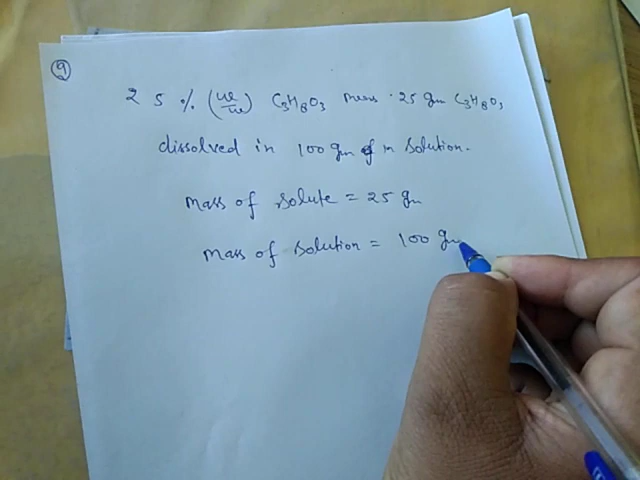 9
25 % (w/w) C3H8O3 means 25 gm C3H8O3
dissolved in 100 gm of solution.
Mass of solute = 25 gm
Mass of solution = 100 gm